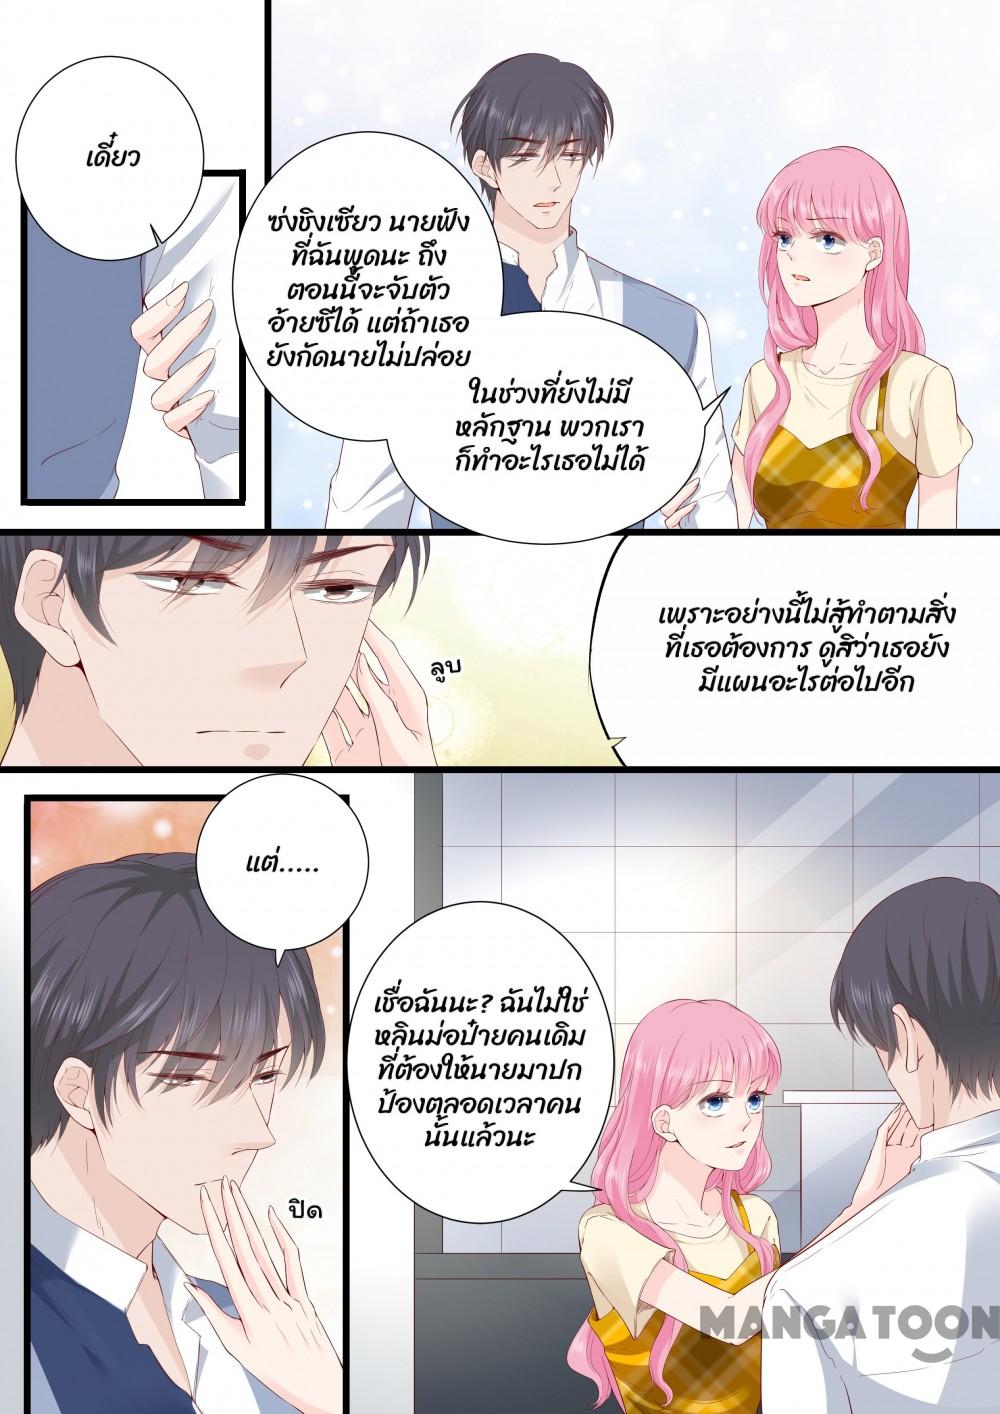 เดี๋ยว
ซ่งชิงเซียว นายฟัง
ที่ฉันพูดนะ ถึง
ตอนนี้จะจับตัว
อ้ายซีได้ แต่ถ้าเธอ
ยังกัดนายไม่ปล่อย
ในช่วงที่ยังไม่มี
หลักฐาน พวกเรา
ก็ทำอะไรเธอไม่ได้
ลูบ
เพราะอย่างนี้ไม่สู้ทำตามสิ่ง
ที่เธอต้องการ ดูสิว่าเธอยัง
มีแผนอะไรต่อไปอีก
แต่.....
ปิด
เชื่อฉันนะ? ฉันไม่ใช่
หลินม่อป๋ายคนเดิม
ที่ต้องให้นายมาปก
ป้องตลอดเวลาคน
นั้นแล้วนะ
MANGATOON